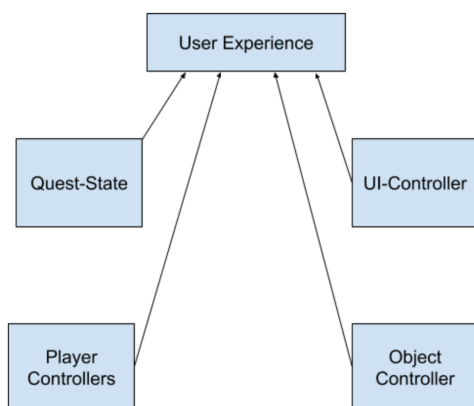 User Experience
Quest-State
UI-Controller
Player
Controllers
Object
Controller